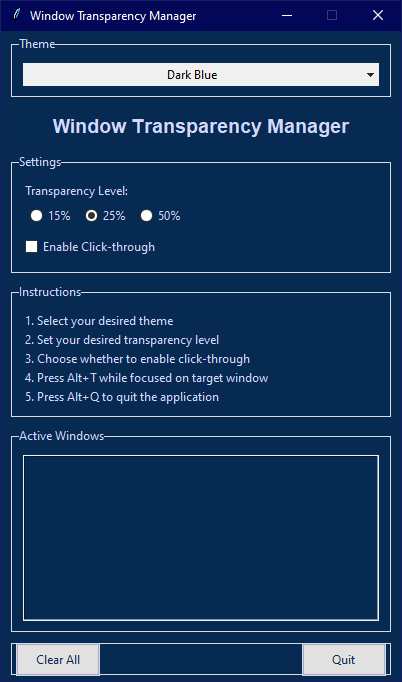 Window Transparency Manager
Theme
Dark Blue
Window Transparency Manager
Settings
Transparency Level:
15% 25% 50%
Enable Click-through
Instructions
1. Select your desired theme
2. Set your desired transparency level
3. Choose whether to enable click-through
4. Press Alt+T while focused on target window
5. Press Alt+Q to quit the application
Active Windows
Clear All Quit